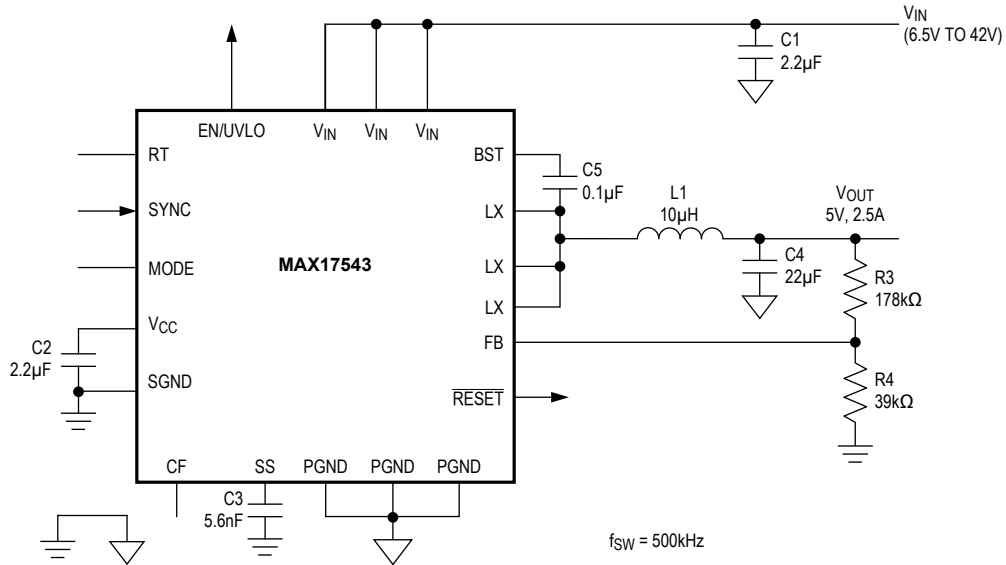 VIN
(6.5V TO 42V)
C1
2.2µF
EN/UVLO
VIN
VIN
VIN
RT
BST
C5
0.1µF
SYNC
LX
L1
10µH
VOUT
5V, 2.5A
MODE
MAX17543
LX
C4
22µF
R3
178kΩ
LX
VCC
C2
2.2µF
FB
SGND
RESET
R4
39kΩ
CF
SS
PGND
PGND
PGND
C3
5.6nF
fSW = 500kHz